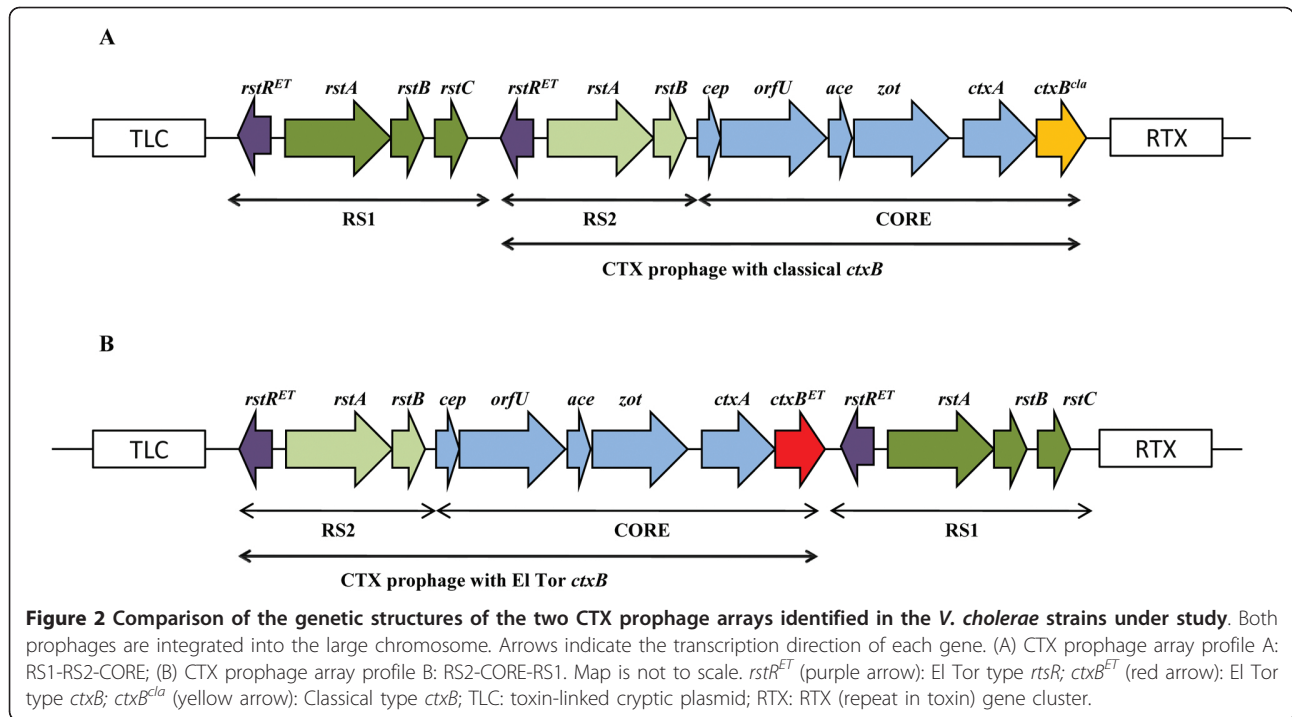 A
rstR^ET rstA rstB rstC rstR^ET rstA rstB cep orfU ace zot ctxA ctxB^cla
TLC RTX
RS1 RS2 CORE
CTX prophage with classical ctxB
B
rstR^ET rstA rstB cep orfU ace zot ctxA ctxB^ET rstR^ET rstA rstB rstC
TLC RTX
RS2 CORE RS1
CTX prophage with El Tor ctxB
Figure 2 Comparison of the genetic structures of the two CTX prophage arrays identified in the V. cholerae strains under study. Both
prophages are integrated into the large chromosome. Arrows indicate the transcription direction of each gene. (A) CTX prophage array profile A:
RS1-RS2-CORE; (B) CTX prophage array profile B: RS2-CORE-RS1. Map is not to scale. rstR^ET (purple arrow): El Tor type rtsR; ctxB^ET (red arrow): El Tor
type ctxB; ctxB^cla (yellow arrow): Classical type ctxB; TLC: toxin-linked cryptic plasmid; RTX: RTX (repeat in toxin) gene cluster.